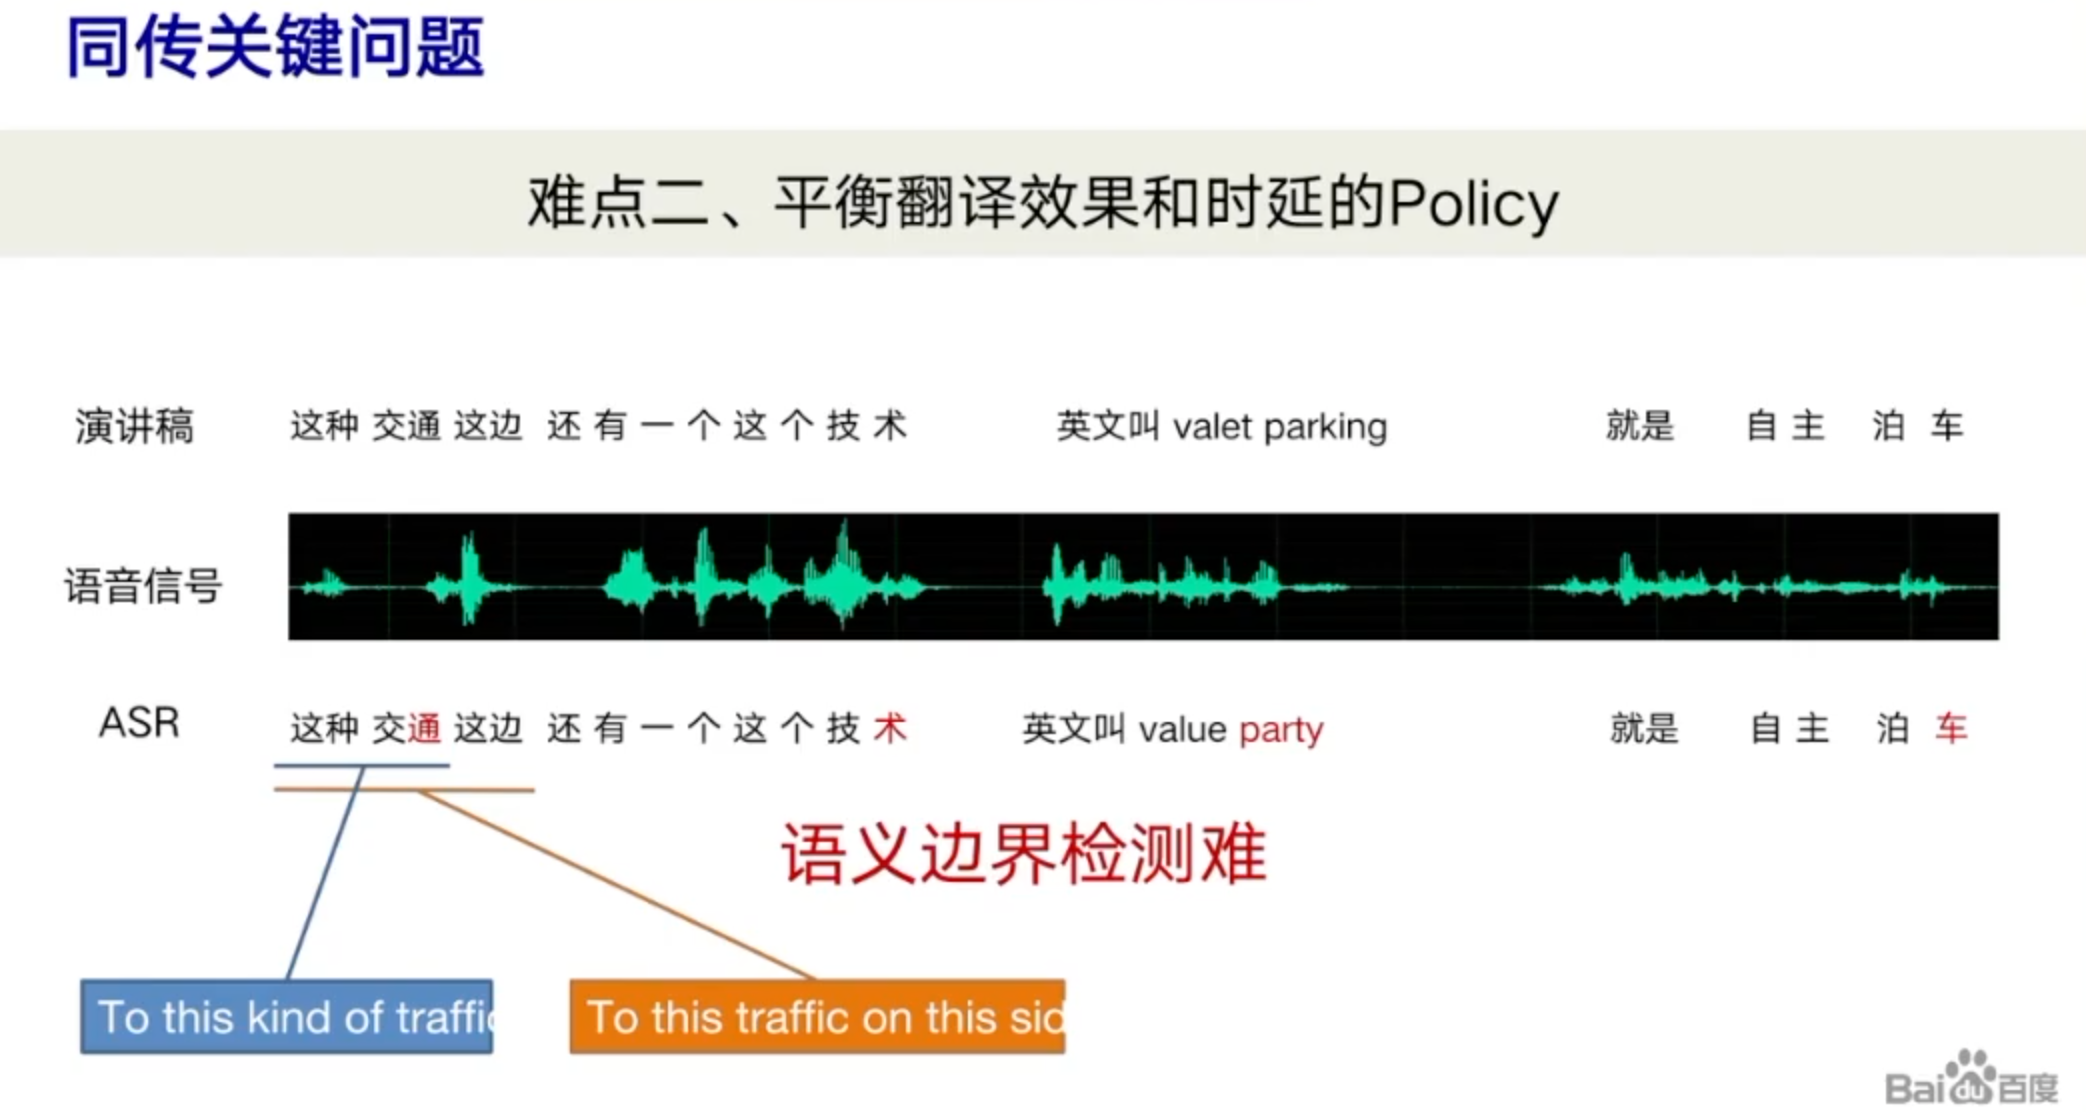 同传关键问题
难点二、平衡翻译效果和时延的Policy
演讲稿 这种 交通 这边 还 有 一 个 这 个 技 术 英文叫 valet parking 就是 自 主 泊 车
语音信号
ASR 这种 交通 这边 还 有 一 个 这 个 技 术 英文叫 value party 就是 自 主 泊 车
语义边界检测难
To this kind of traffic
To this traffic on this sid
Bai du 百度